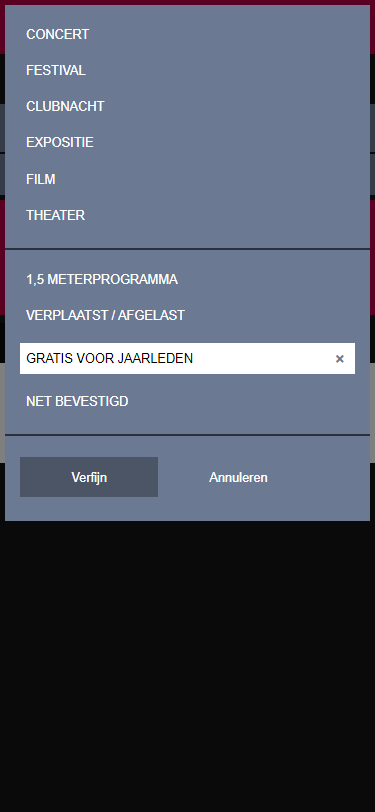 CONCERT
FESTIVAL
CLUBNACHT
EXPOSITIE
FILM
THEATER
1,5 METERPROGRAMMA
VERPLAATST / AFGELAST
GRATIS VOOR JAARLEDEN ×
NET BEVESTIGD
Verfijn Annuleren